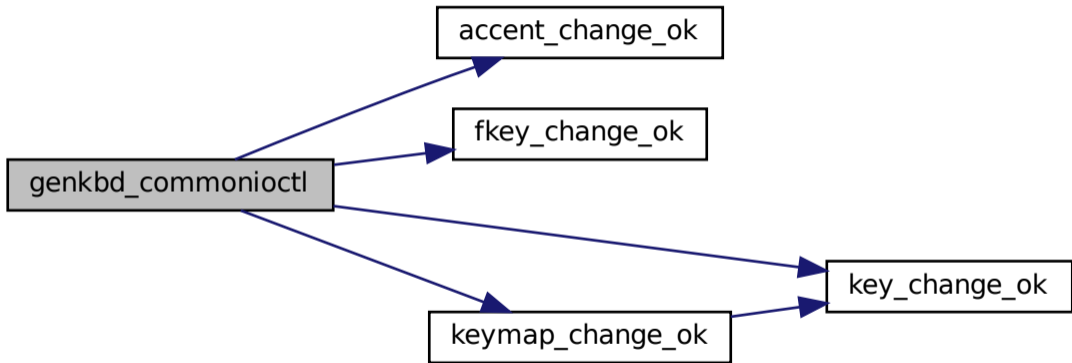 accent_change_ok
fkey_change_ok
genkbd_commonioctl
key_change_ok
keymap_change_ok